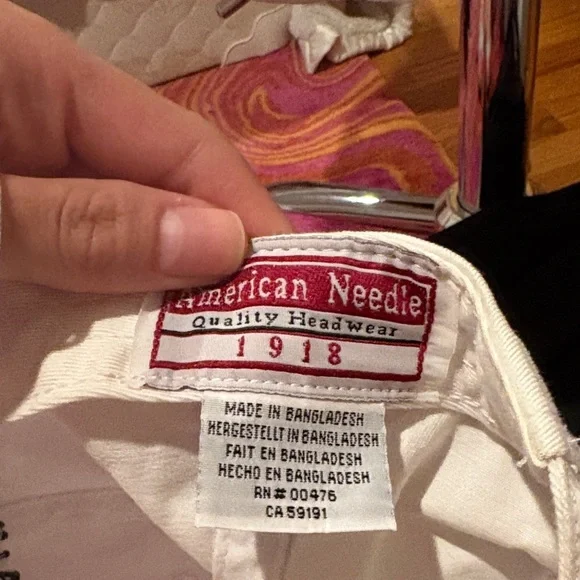 American Needle
Quality Headwear
1918
MADE IN BANGLADESH
HERGESTELLT IN BANGLADESH
FAIT EN BANGLADESH
HECHO EN BANGLADESH
RN# 00476
CA 59191